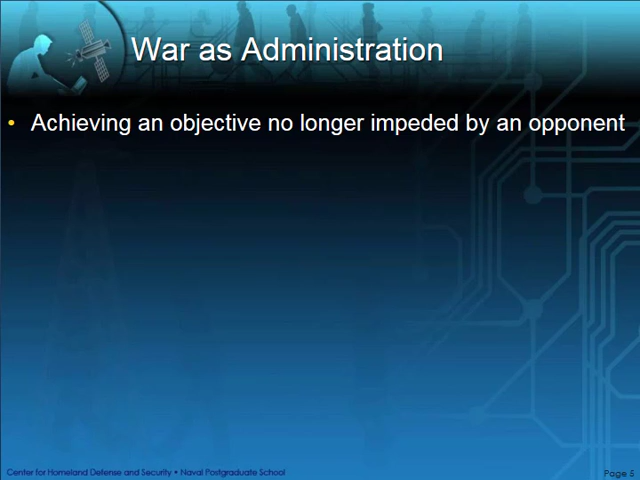 War as Administration
• Achieving an objective no longer impeded by an opponent
Center for Homeland Defense and Security • Naval Postgraduate School
Page 5